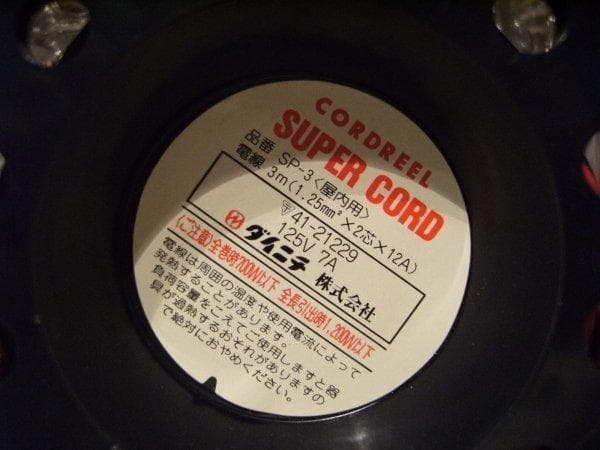 CORDREEL
SUPER CORD
品番 SP-3〈屋内用〉
電線 3m(1.25mm²×2芯×12A)
〒41-21229
125V 7A
ダイニチ 株式会社
(ご注意)全巻時700W以下 全長引出時1,200W以下
電線は周囲の温度や使用電流によって
発熱することがあります。
負荷容量をこえてご使用しますと器
具が過熱するおそれがありますの
で絶対におやめください。